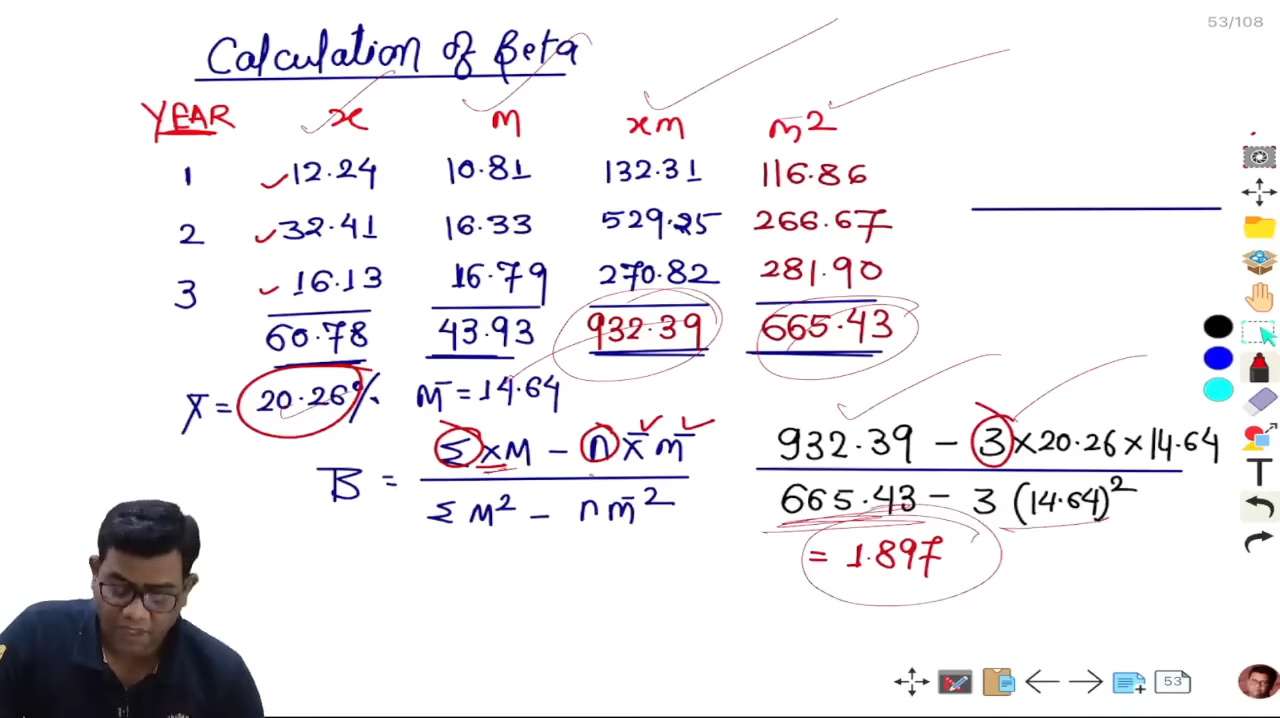 53/108
Calculation of Beta
YEAR x M xm m2
1 12.24 10.81 132.31 116.86
2 32.41 16.33 529.25 266.67
3 16.13 16.79 270.82 281.90
60.78 43.93 932.39 665.43
x̄ = 20.26% m̄ = 14.64
B = (Σ XM - n x̄ m̄) / (Σ M² - n m̄²)
(932.39 - 3 × 20.26 × 14.64) / (665.43 - 3 (14.64)²)
= 1.897
T
53